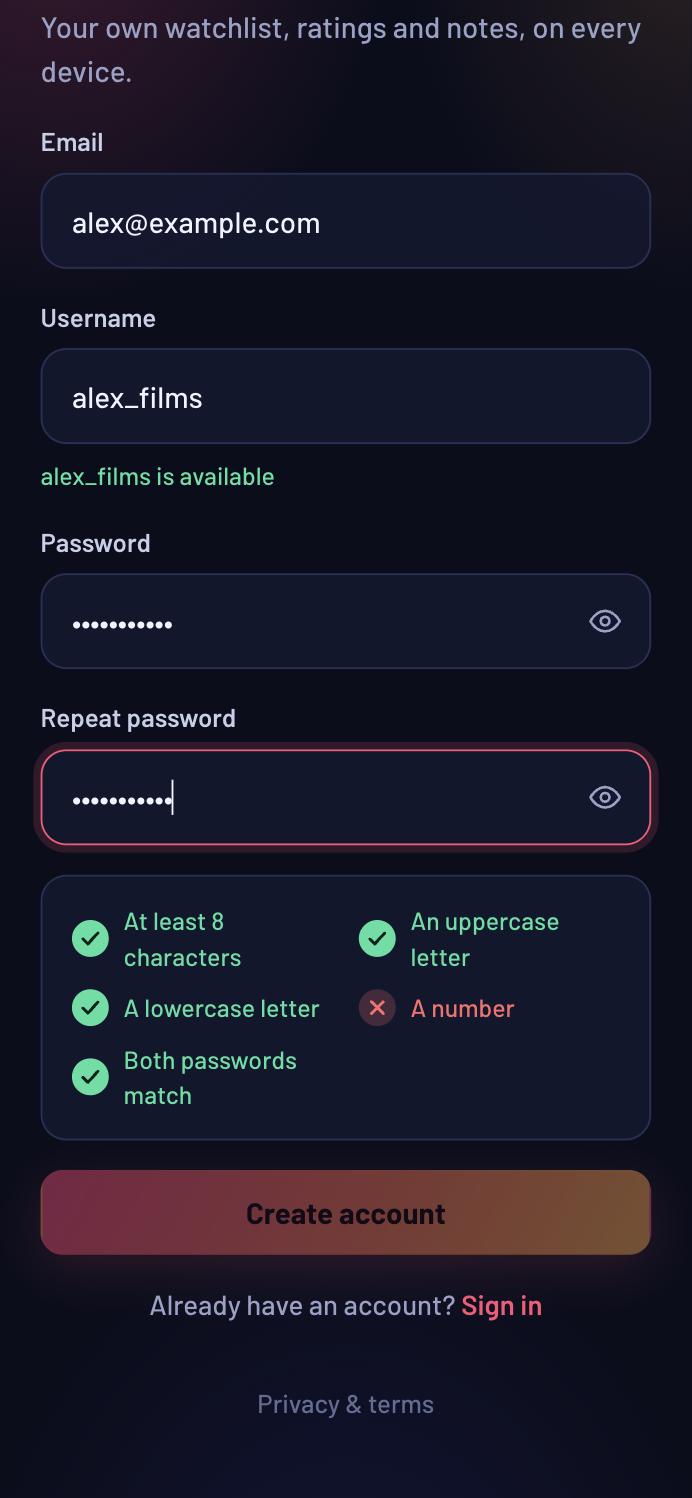 Your own watchlist, ratings and notes, on every
device.
Email
alex@example.com
Username
alex_films
alex_films is available
Password
•••••••••••
Repeat password
•••••••••••
At least 8
characters
An uppercase
letter
A lowercase letter
A number
Both passwords
match
Create account
Already have an account? Sign in
Privacy & terms